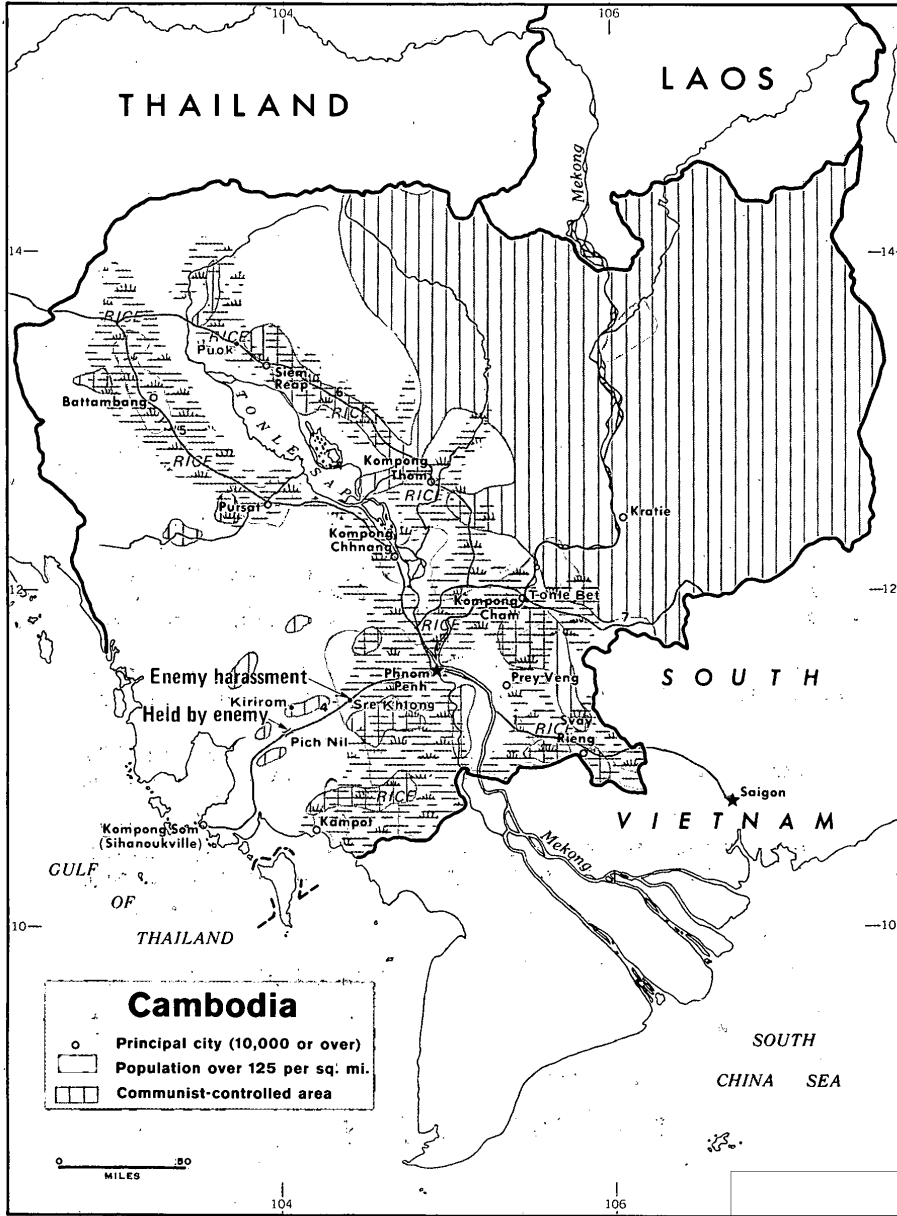 104
106
THAILAND
LAOS
Mekong
14
14
RICE
RICE
Puok
Siem
Reap
6
RICE
Battambang
5
TONLE SAP
RICE
Kompong
Thom
RICE
Pursat
Kratie
Kompong
Chhnang
12
12
Kompong
Cham
Tonle Bet
7
RICE
Phnom
Penh
Prey Veng
SOUTH
Enemy harassment
Kirirom
4
Sre Khlong
Held by enemy
Pich Nil
Svay
Rieng
RICE
RICE
Saigon
VIETNAM
Kompong Som
(Sihanoukville)
Kampot
Mekong
GULF
OF
THAILAND
10
10
Cambodia
Principal city (10,000 or over)
Population over 125 per sq. mi.
Communist-controlled area
SOUTH
CHINA SEA
0 50
MILES
104
106